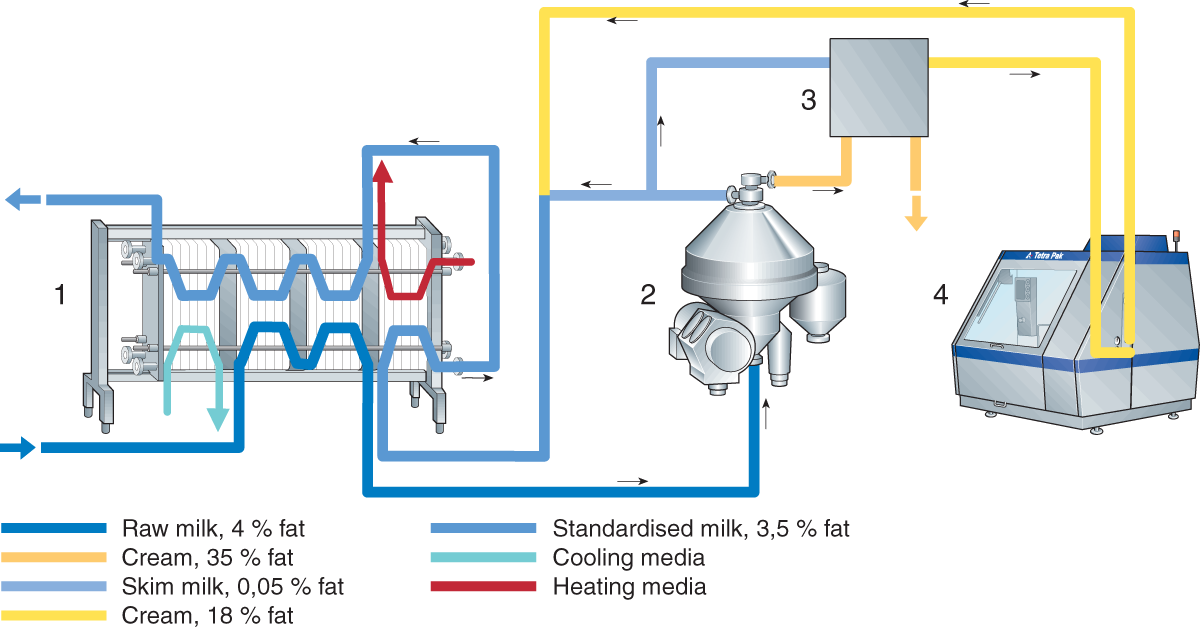 3
1
2
4
Tetra Pak
Raw milk, 4 % fat
Cream, 35 % fat
Skim milk, 0,05 % fat
Cream, 18 % fat
Standardised milk, 3,5 % fat
Cooling media
Heating media